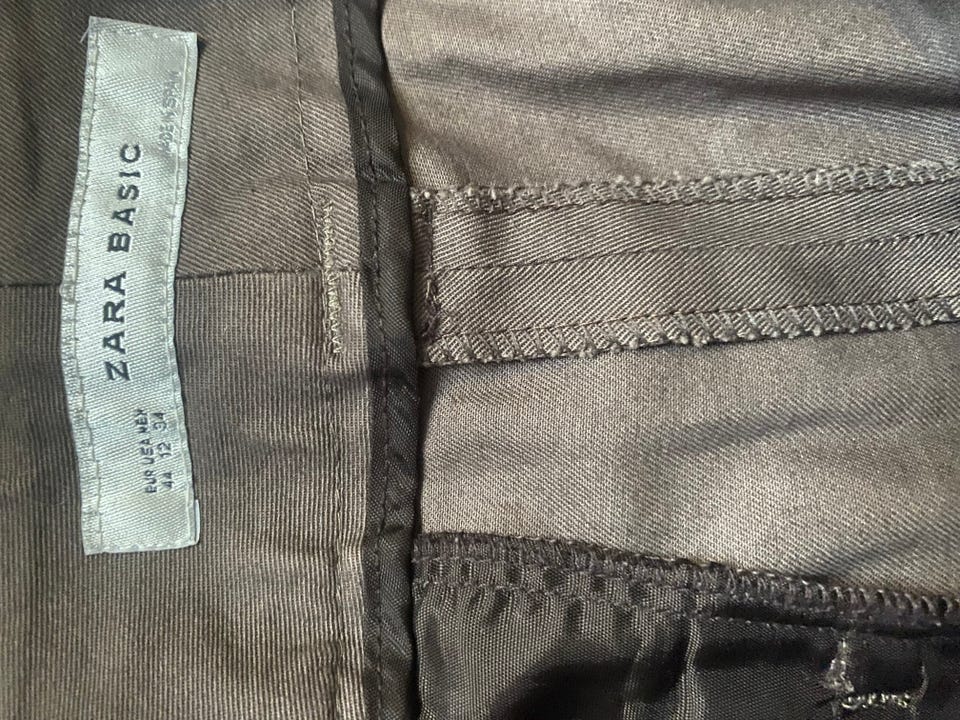 MADE IN SPAIN
ZARA BASIC
EUR USA MEX
44 12 34